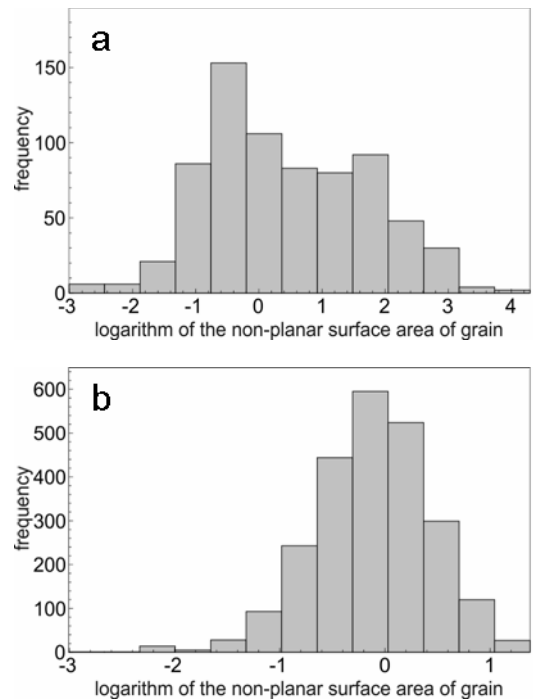 a
150
100
50
0
frequency
-3 -2 -1 0 1 2 3 4
logarithm of the non-planar surface area of grain
b
600
500
400
300
200
100
0
frequency
-3 -2 -1 0 1
logarithm of the non-planar surface area of grain